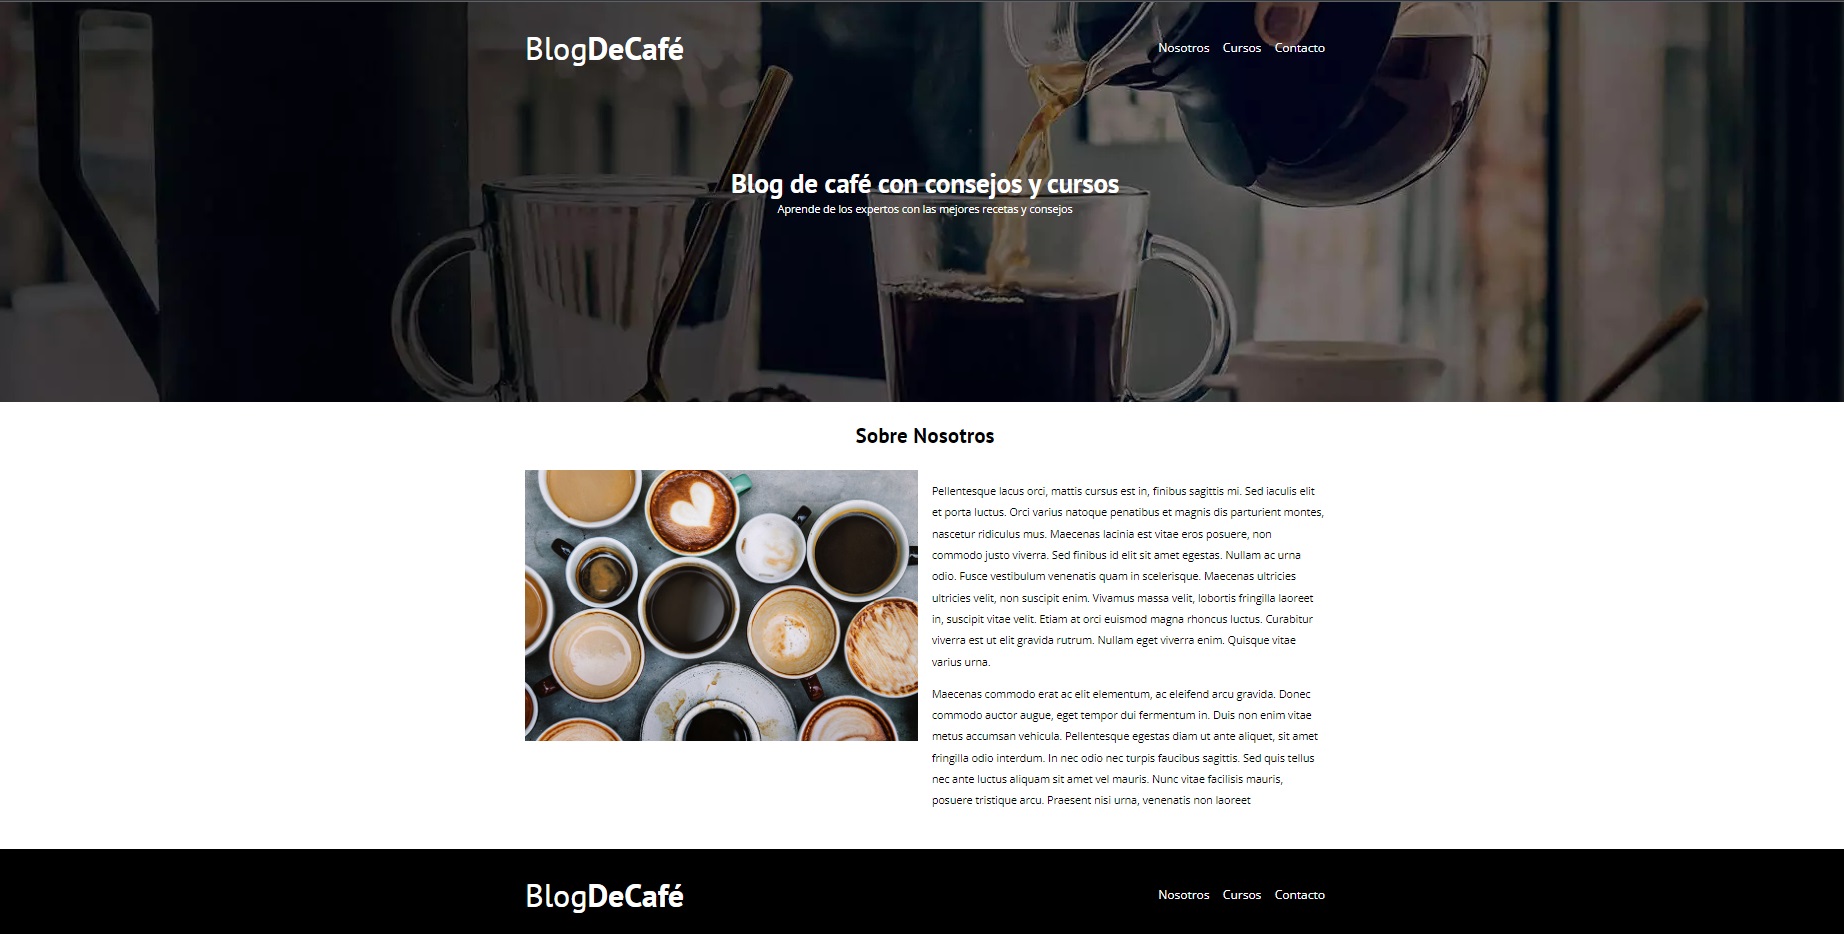 BlogDeCafé
Nosotros Cursos Contacto
Blog de café con consejos y cursos
Aprende de los expertos con las mejores recetas y consejos
Sobre Nosotros
Pellentesque lacus orci, mattis cursus est in, finibus sagittis mi. Sed iaculis elit
et porta luctus. Orci varius natoque penatibus et magnis dis parturient montes,
nascetur ridiculus mus. Maecenas lacinia est vitae eros posuere, non
commodo justo viverra. Sed finibus id elit sit amet egestas. Nullam ac urna
odio. Fusce vestibulum venenatis quam in scelerisque. Maecenas ultricies
ultricies velit, non suscipit enim. Vivamus massa velit, lobortis fringilla laoreet
in, suscipit vitae velit. Etiam at orci euismod magna rhoncus luctus. Curabitur
viverra est ut elit gravida rutrum. Nullam eget viverra enim. Quisque vitae
varius urna.
Maecenas commodo erat ac elit elementum, ac eleifend arcu gravida. Donec
commodo auctor augue, eget tempor dui fermentum in. Duis non enim vitae
metus accumsan vehicula. Pellentesque egestas diam ut ante aliquet, sit amet
fringilla odio interdum. In nec odio nec turpis faucibus sagittis. Sed quis tellus
nec ante luctus aliquam sit amet vel mauris. Nunc vitae facilisis mauris,
posuere tristique arcu. Praesent nisi urna, venenatis non laoreet
BlogDeCafé
Nosotros Cursos Contacto